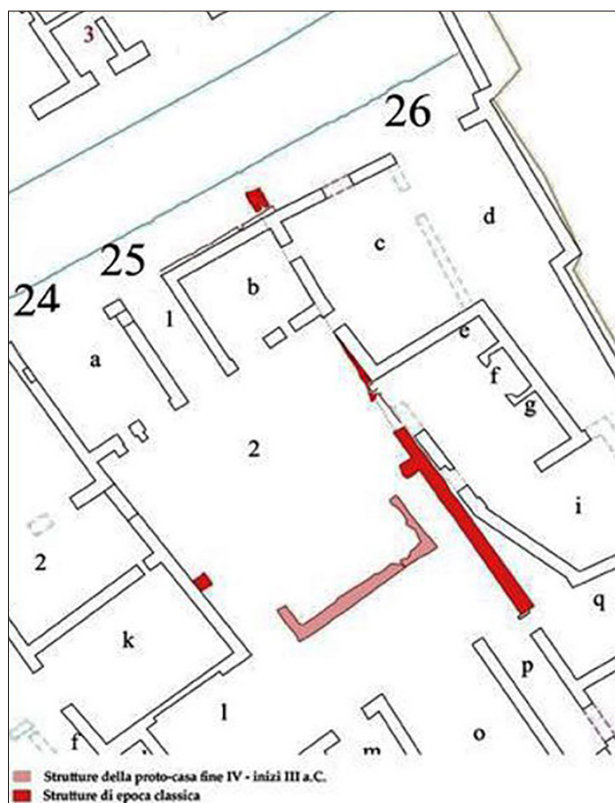 3
26
d
c
25
b
24
l
e
a
f
g
2
i
2
q
k
p
l
o
f
m
Strutture della proto-casa fine IV - inizi III a.C.
Strutture di epoca classica